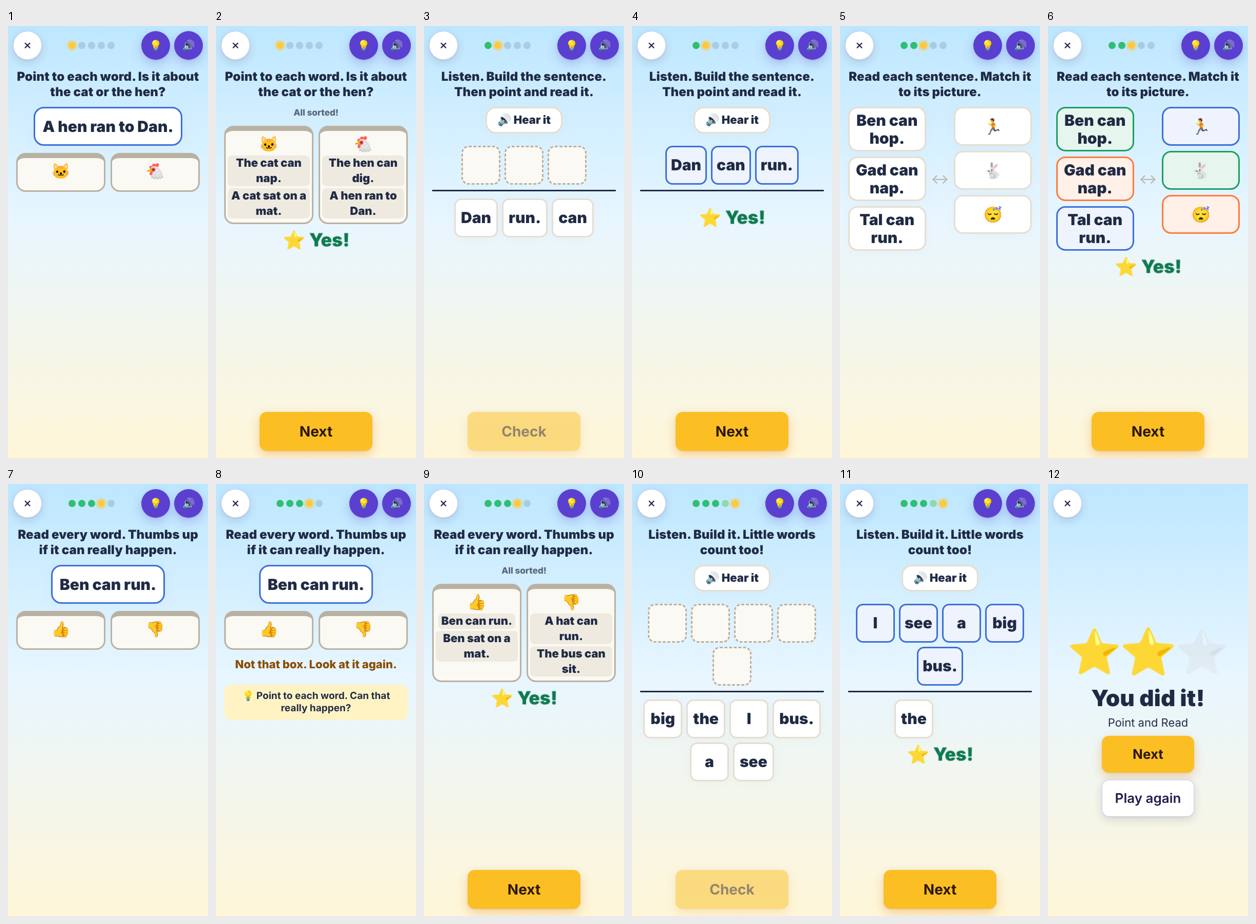 1
Point to each word. Is it about
the cat or the hen?
A hen ran to Dan.
2
Point to each word. Is it about
the cat or the hen?
All sorted!
The cat can
nap.
A cat sat on a
mat.
The hen can
dig.
A hen ran to
Dan.
Yes!
Next
3
Listen. Build the sentence.
Then point and read it.
Hear it
Dan
run.
can
Check
4
Listen. Build the sentence.
Then point and read it.
Hear it
Dan
can
run.
Yes!
Next
5
Read each sentence. Match it
to its picture.
Ben can
hop.
Gad can
nap.
Tal can
run.
6
Read each sentence. Match it
to its picture.
Ben can
hop.
Gad can
nap.
Tal can
run.
Yes!
Next
7
Read every word. Thumbs up
if it can really happen.
Ben can run.
8
Read every word. Thumbs up
if it can really happen.
Ben can run.
Not that box. Look at it again.
Point to each word. Can that
really happen?
9
Read every word. Thumbs up
if it can really happen.
All sorted!
Ben can run.
Ben sat on a
mat.
A hat can
run.
The bus can
sit.
Yes!
Next
10
Listen. Build it. Little words
count too!
Hear it
big
the
I
bus.
a
see
Check
11
Listen. Build it. Little words
count too!
Hear it
I
see
a
big
bus.
the
Yes!
Next
12
You did it!
Point and Read
Next
Play again